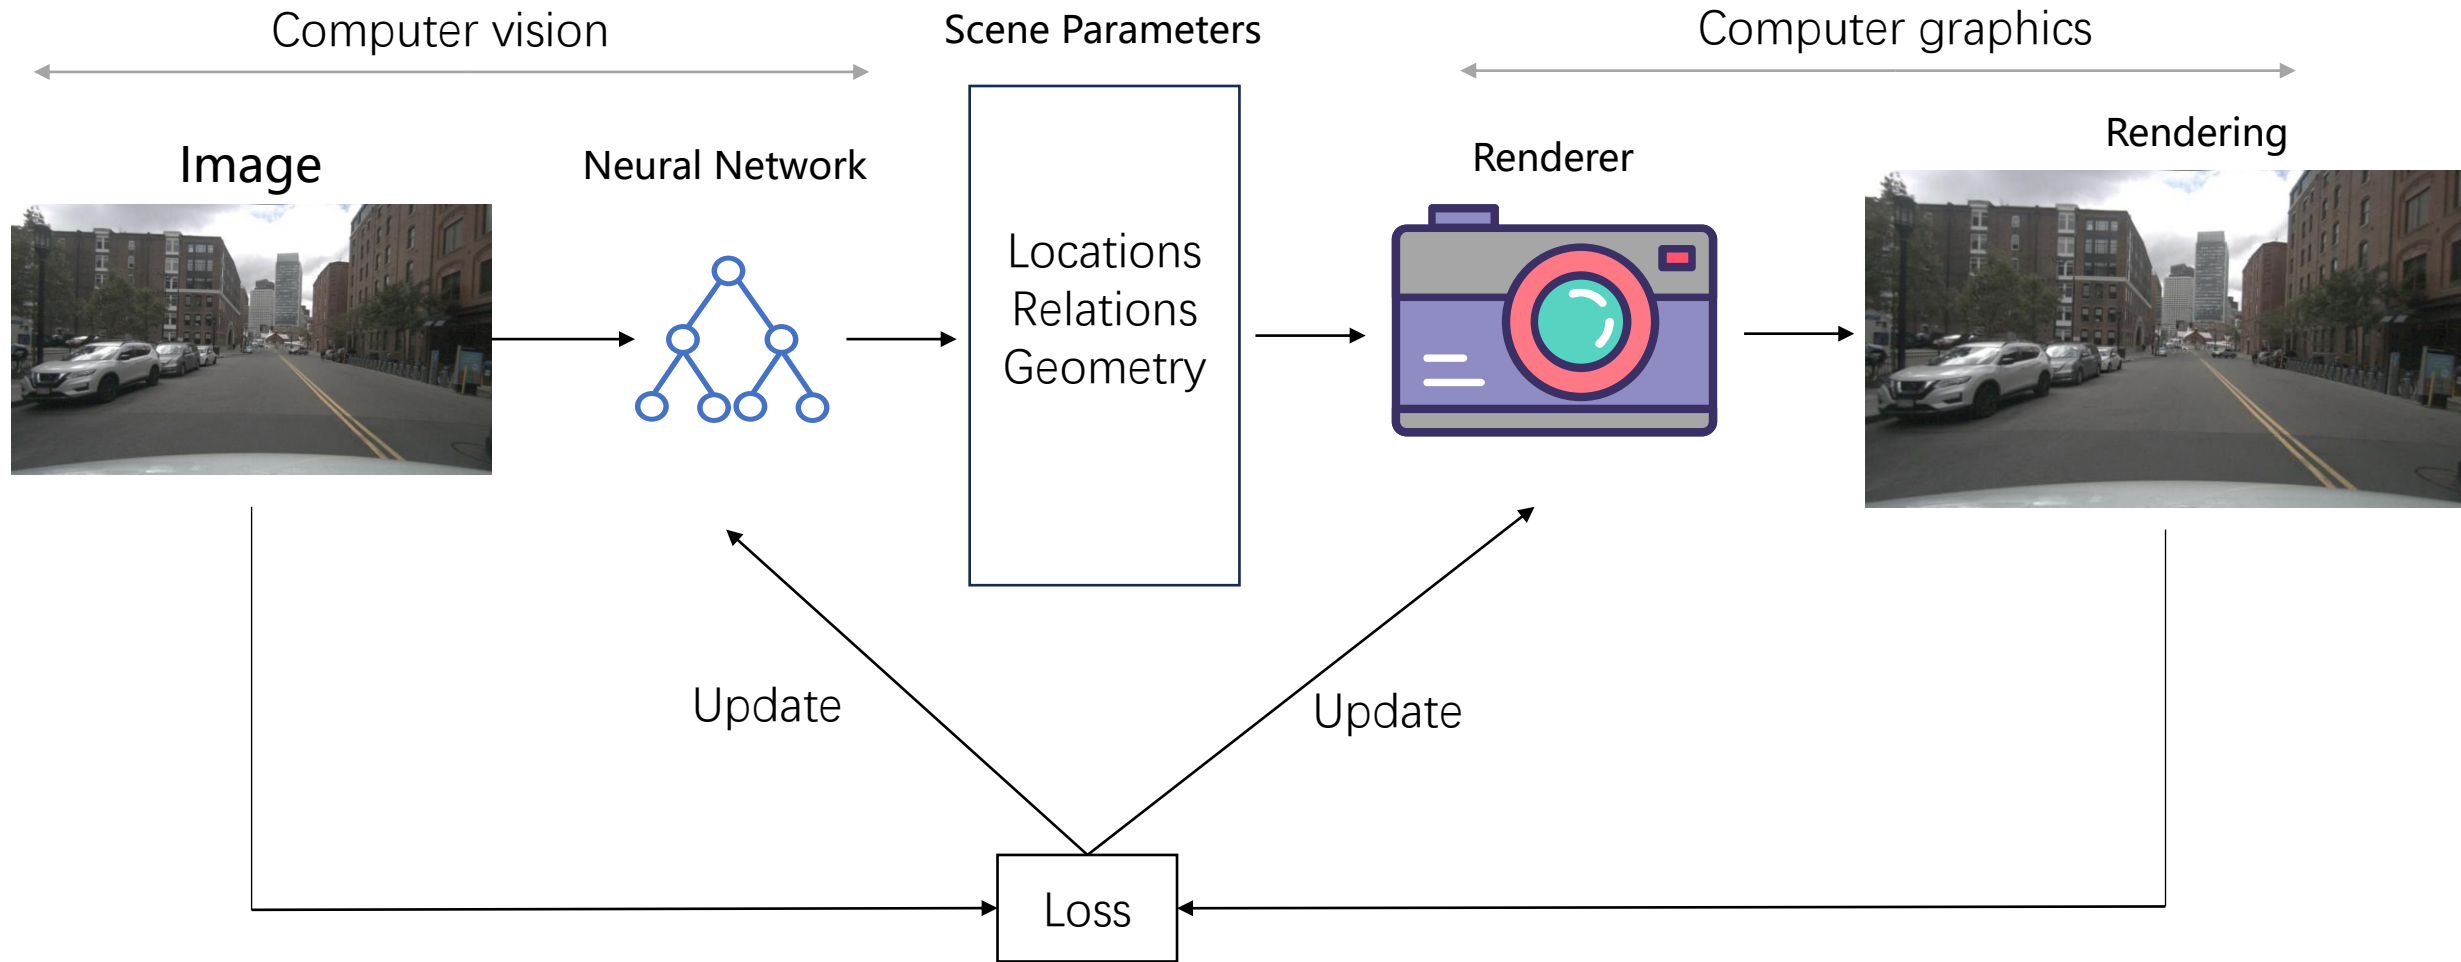 Computer vision
Scene Parameters
Computer graphics
Image
Neural Network
Renderer
Rendering
Locations
Relations
Geometry
Update
Update
Loss